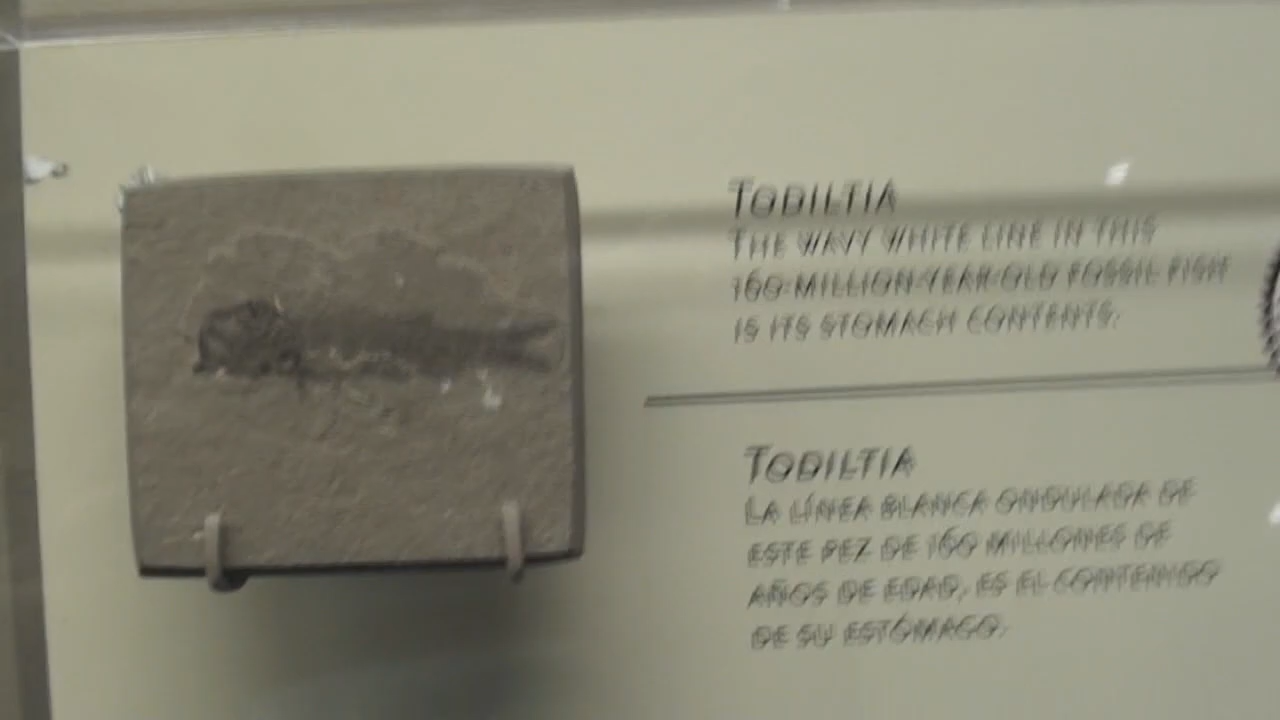 TODILTIA
THE WAVY WHITE LINE IN THIS
160-MILLION-YEAR-OLD FOSSIL FISH
IS ITS STOMACH CONTENTS.
TODILTIA
LA LÍNEA BLANCA ONDULADA DE
ESTE PEZ DE 160 MILLONES DE
AÑOS DE EDAD, ES EL CONTENIDO
DE SU ESTÓMAGO.